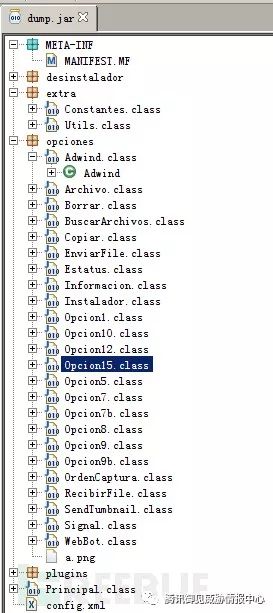 dump.jar
META-INF
MANIFEST.MF
desinstalador
extra
Constantes.class
Utils.class
opciones
Adwind.class
Adwind
Archivo.class
Borrar.class
BuscarArchivos.class
Copiar.class
EnviarFile.class
Estatus.class
Informacion.class
Instalador.class
Opcion1.class
Opcion10.class
Opcion12.class
Opcion15.class
Opcion5.class
Opcion7.class
Opcion7b.class
Opcion8.class
Opcion9.class
Opcion9b.class
OrdenCaptura.class
RecibirFile.class
SendTumbnail.class
Signal.class
WebBot.class
a.png
腾讯御见威胁情报中心
plugins
Principal.class
config.xml